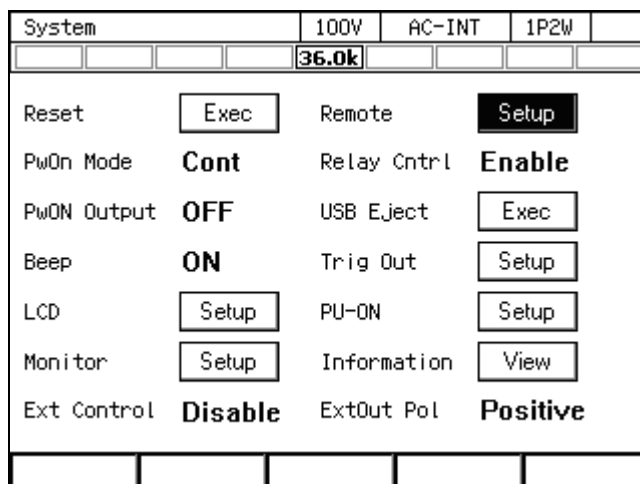 System 100V AC-INT 1P2W
36.0k
Reset Exec Remote Setup
PwOn Mode Cont Relay Cntrl Enable
PwON Output OFF USB Eject Exec
Beep ON Trig Out Setup
LCD Setup PU-ON Setup
Monitor Setup Information View
Ext Control Disable ExtOut Pol Positive